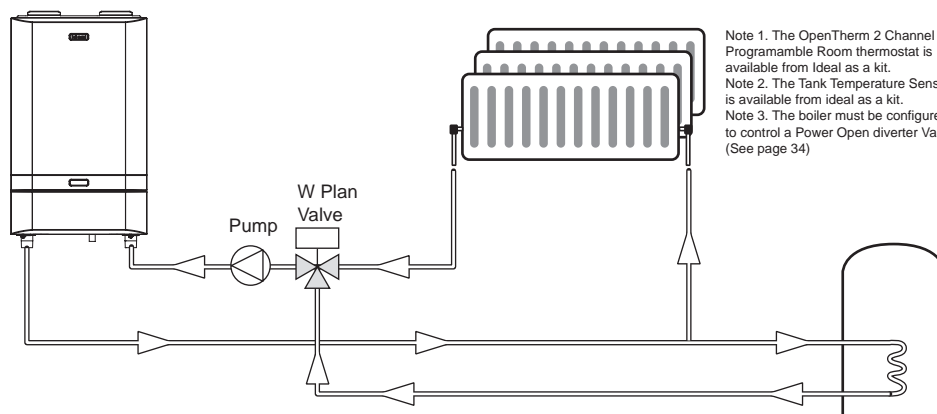 Note 1. The OpenTherm 2 Channel
Programamble Room thermostat is
available from Ideal as a kit.
Note 2. The Tank Temperature Sens
is available from ideal as a kit.
Note 3. The boiler must be configure
to control a Power Open diverter Va
(See page 34)
W Plan
Valve
Pump